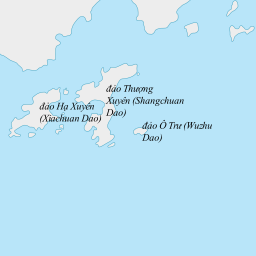 đảo Thượng
Xuyên (Shangchuan
Dao)
đảo Hạ Xuyên
(Xiachuan Dao)
đảo Ô Trư (Wuzhu
Dao)